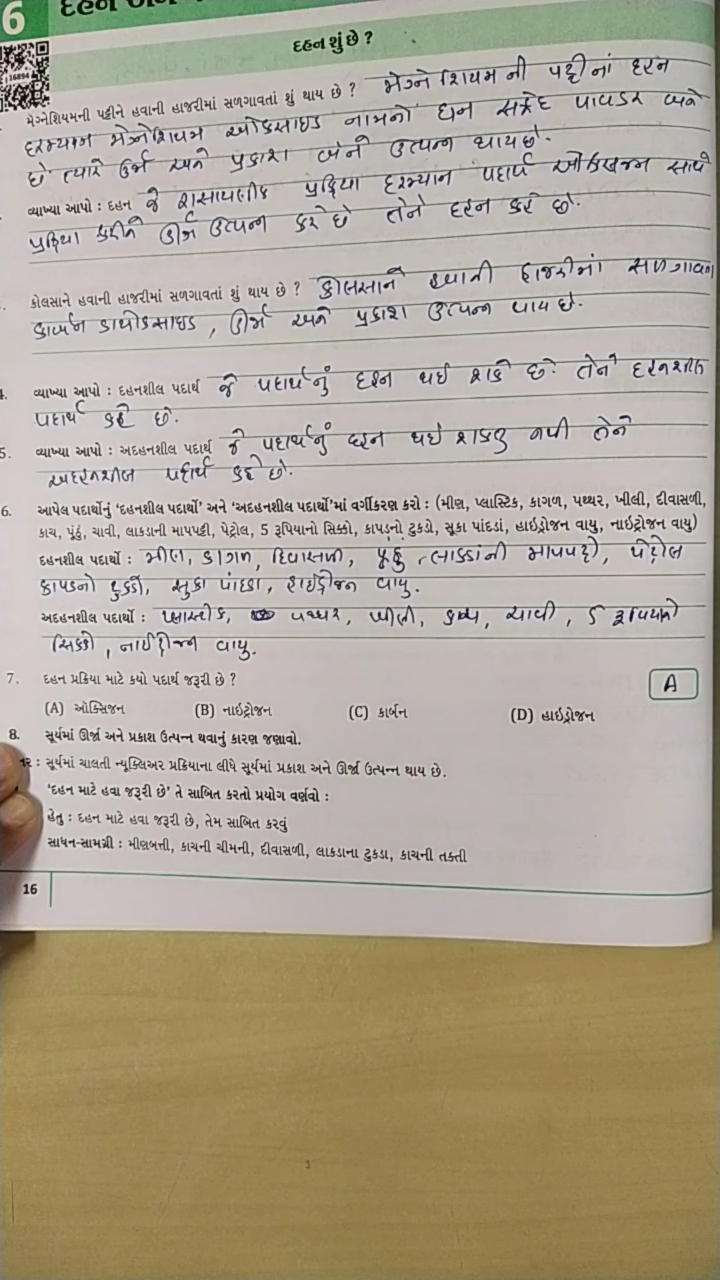 6
દહન
દહન શું છે ?
16894
મેગ્નેશિયમની પટ્ટીને હવાની હાજરીમાં સળગાવતાં શું થાય છે ? મેગ્નેશિયમ ની પટ્ટીનાં દહન
દરમ્યાન મેગ્નેશિયમ ઓક્સાઇડ નામનો ઘન સફેદ પાવડર બને
છે ત્યારે ઉર્જા અને પ્રકાશ બંને ઉત્પન્ન થાય છે.
વ્યાખ્યા આપો : દહન જે રાસાયણીક પ્રક્રિયા દરમ્યાન પદાર્થ ઓક્સિજન સાથે
પ્રક્રિયા કરીને ઊર્જા ઉત્પન્ન કરે છે તેને દહન કહે છે.
કોલસાને હવાની હાજરીમાં સળગાવતાં શું થાય છે ? કોલસાને હવાની હાજરીમાં સળગાવતાં
કાર્બન ડાયોક્સાઇડ , ઊર્જા અને પ્રકાશ ઉત્પન્ન થાય છે.
4. વ્યાખ્યા આપો : દહનશીલ પદાર્થ જે પદાર્થનું દહન થઈ શકે છે. તેને દહનશીલ
પદાર્થ કહે છે.
5. વ્યાખ્યા આપો : અદહનશીલ પદાર્થ જે પદાર્થનું દહન થઈ શકતુ નથી તેને
અદહનશીલ પદાર્થ કહે છે.
6. આપેલ પદાર્થોનું ‘દહનશીલ પદાર્થો’ અને ‘અદહનશીલ પદાર્થો’માં વર્ગીકરણ કરો : (મીણ, પ્લાસ્ટિક, કાગળ, પથ્થર, ખીલી, દીવાસળી,
કાચ, પૂંઠું, ચાવી, લાકડાની માપપટ્ટી, પેટ્રોલ, 5 રૂપિયાનો સિક્કો, કાપડનો ટુકડો, સૂકા પાંદડાં, હાઇડ્રોજન વાયુ, નાઇટ્રોજન વાયુ)
દહનશીલ પદાર્થો : મીણ, કાગળ, દિવાસળી, પૂઠું, લાકડાંની માપપટ્ટી, પેટ્રોલ
કાપડનો ટુકડો, સુકા પાંદડા, હાઈડ્રોજન વાયુ.
અદહનશીલ પદાર્થો : પ્લાસ્ટીક, પથ્થર, ખીલી, કાચ, ચાવી, 5 રૂપિયાનો
સિક્કો , નાઈટ્રોજન વાયુ.
7. દહન પ્રક્રિયા માટે કયો પદાર્થ જરૂરી છે ? A
(A) ઑક્સિજન (B) નાઇટ્રોજન (C) કાર્બન (D) હાઇડ્રોજન
8. સૂર્યમાં ઊર્જા અને પ્રકાશ ઉત્પન્ન થવાનું કારણ જણાવો.
સૂર્યમાં ચાલતી ન્યૂક્લિઅર પ્રક્રિયાના લીધે સૂર્યમાં પ્રકાશ અને ઊર્જા ઉત્પન્ન થાય છે.
‘દહન માટે હવા જરૂરી છે’ તે સાબિત કરતો પ્રયોગ વર્ણવો :
હેતુ : દહન માટે હવા જરૂરી છે, તેમ સાબિત કરવું
સાધન-સામગ્રી : મીણબત્તી, કાચની ચીમની, દીવાસળી, લાકડાના ટુકડા, કાચની તક્તી
16